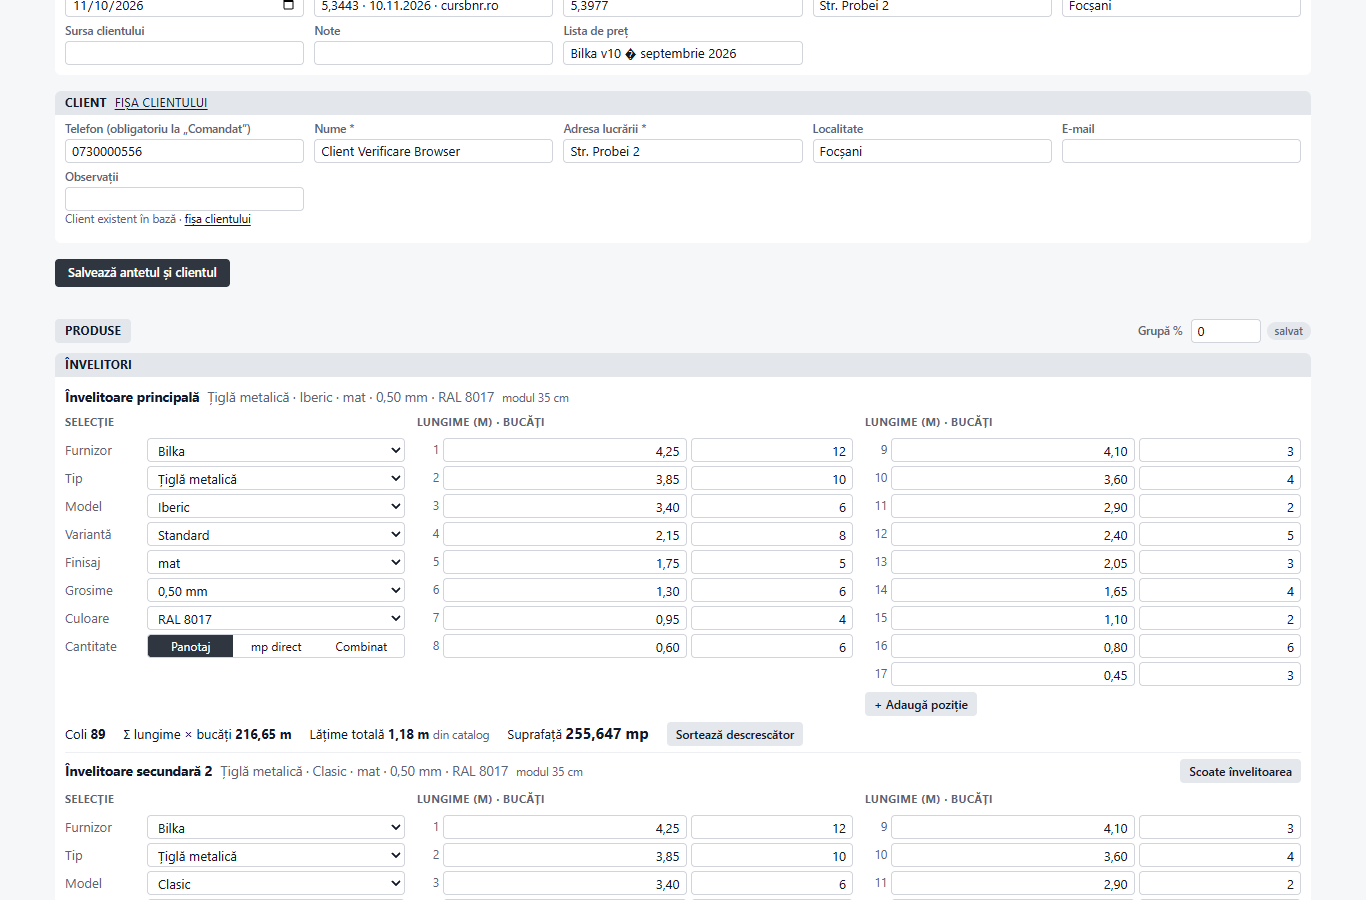 11/10/2026 5,3443 · 10.11.2026 · cursbnr.ro 5,3977 Str. Probei 2 Focșani
Sursa clientului Note Lista de preț
Bilka v10 � septembrie 2026
CLIENT FIȘA CLIENTULUI
Telefon (obligatoriu la „Comandat”) Nume * Adresa lucrării * Localitate E-mail
0730000556 Client Verificare Browser Str. Probei 2 Focșani
Observații
Client existent în bază · fișa clientului
Salvează antetul și clientul
PRODUSE Grupă % 0 salvat
ÎNVELITORI
Învelitoare principală Țiglă metalică · Iberic · mat · 0,50 mm · RAL 8017 modul 35 cm
SELECȚIE LUNGIME (M) · BUCĂȚI LUNGIME (M) · BUCĂȚI
Furnizor Bilka 1 4,25 12 9 4,10 3
Tip Țiglă metalică 2 3,85 10 10 3,60 4
Model Iberic 3 3,40 6 11 2,90 2
Variantă Standard 4 2,15 8 12 2,40 5
Finisaj mat 5 1,75 5 13 2,05 3
Grosime 0,50 mm 6 1,30 6 14 1,65 4
Culoare RAL 8017 7 0,95 4 15 1,10 2
Cantitate Panotaj mp direct Combinat 8 0,60 6 16 0,80 6
17 0,45 3
+ Adaugă poziție
Coli 89 Σ lungime × bucăți 216,65 m Lățime totală 1,18 m din catalog Suprafață 255,647 mp Sortează descrescător
Învelitoare secundară 2 Țiglă metalică · Clasic · mat · 0,50 mm · RAL 8017 modul 35 cm Scoate învelitoarea
SELECȚIE LUNGIME (M) · BUCĂȚI LUNGIME (M) · BUCĂȚI
Furnizor Bilka 1 4,25 12 9 4,10 3
Tip Țiglă metalică 2 3,85 10 10 3,60 4
Model Clasic 3 3,40 6 11 2,90 2